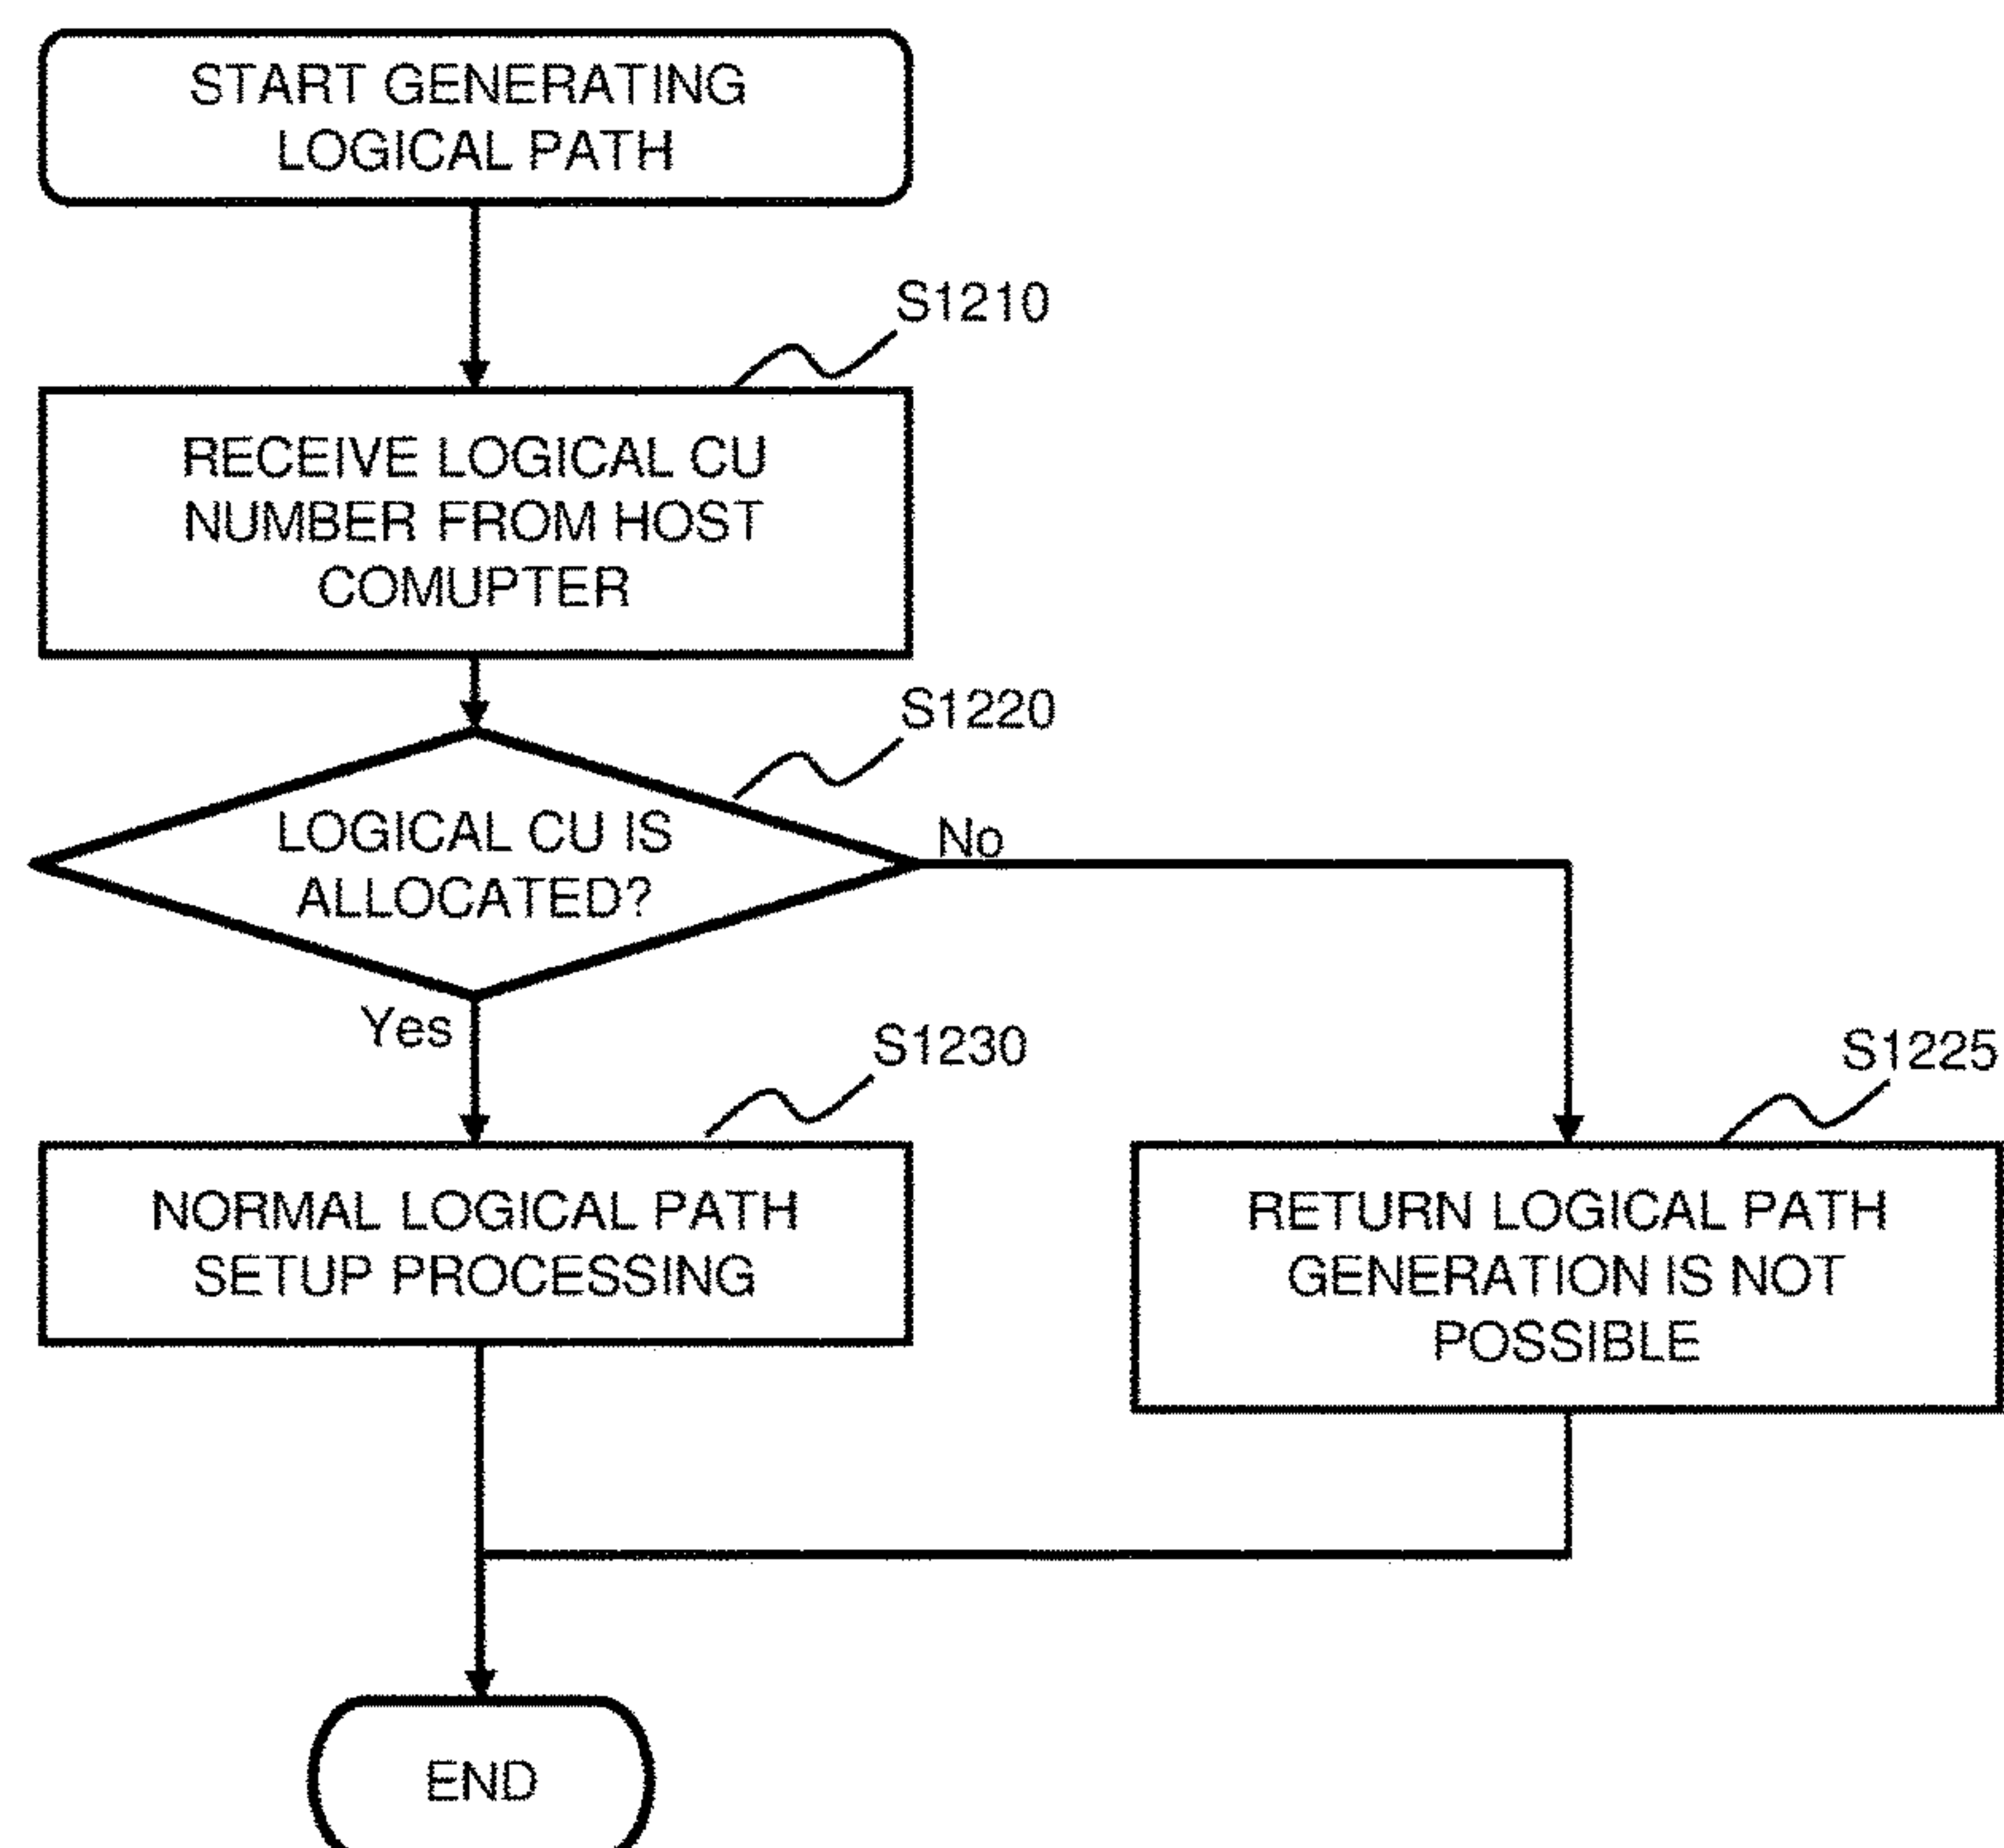 START GENERATING
LOGICAL PATH
S1210
RECEIVE LOGICAL CU
NUMBER FROM HOST
COMUPTER
S1220
LOGICAL CU IS
ALLOCATED?
No
Yes
S1230
NORMAL LOGICAL PATH
SETUP PROCESSING
S1225
RETURN LOGICAL PATH
GENERATION IS NOT
POSSIBLE
END